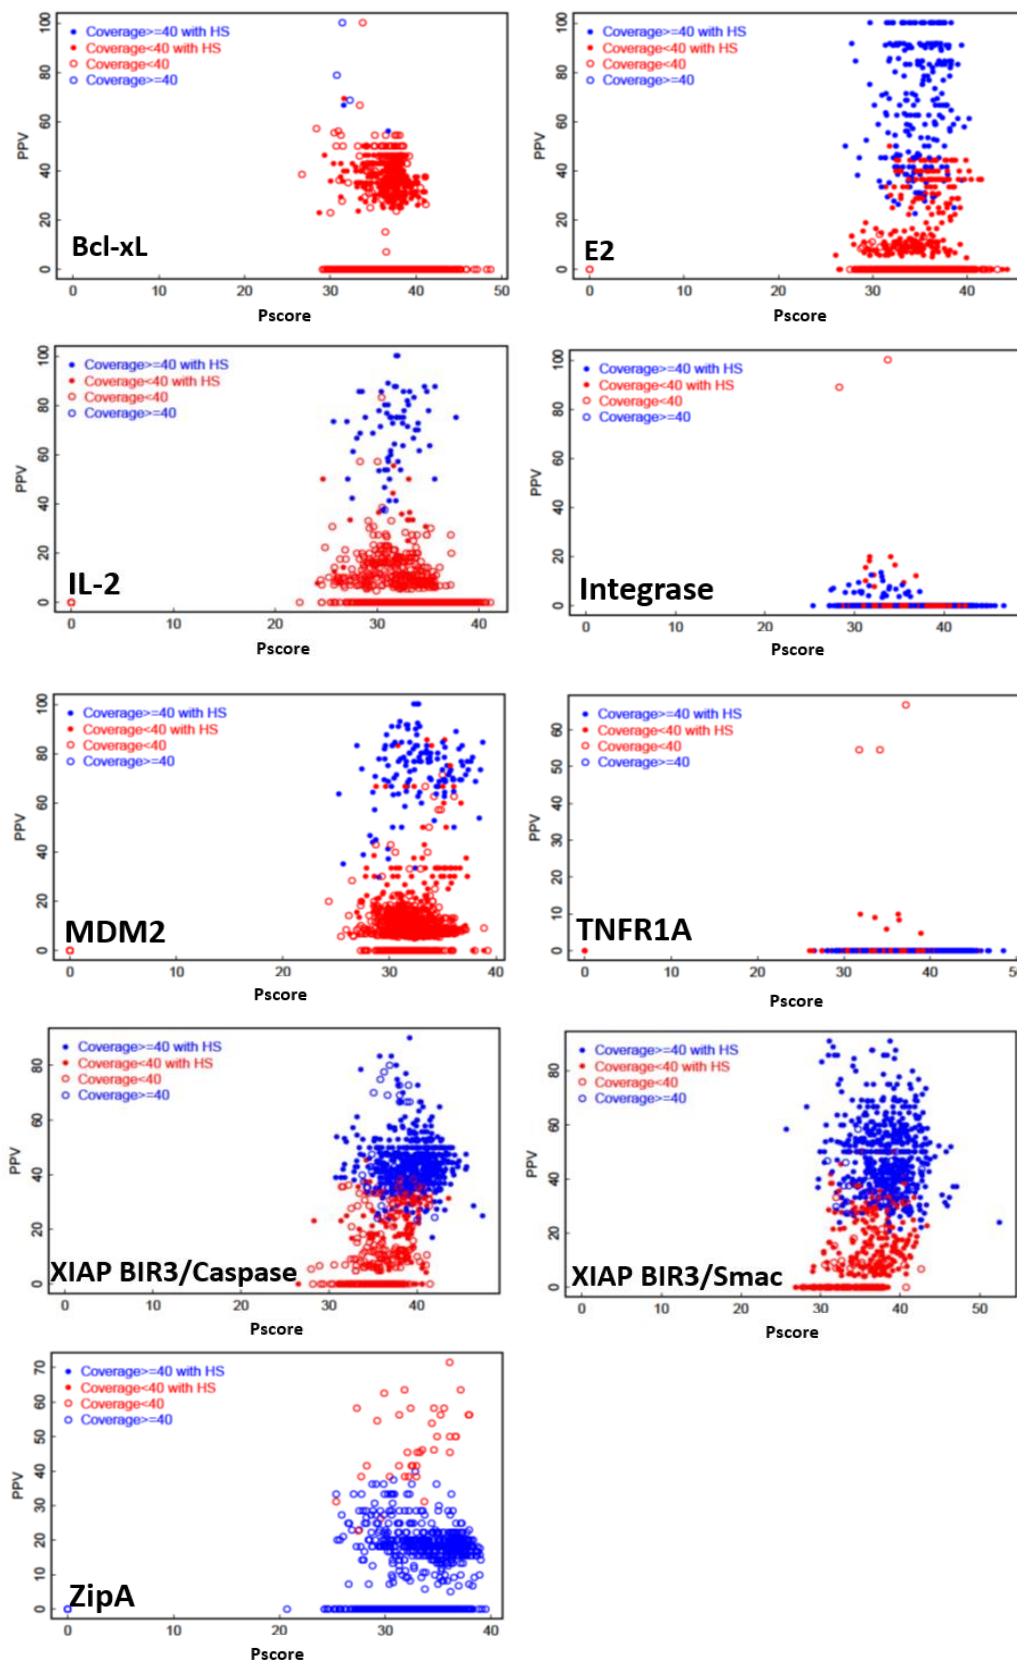 Coverage>=40 with HS
Coverage<40 with HS
Coverage<40
Coverage>=40
PPV
0 20 40 60 80 100
Bcl-xL
0 10 20 30 40 50
Pscore
Coverage>=40 with HS
Coverage<40 with HS
Coverage<40
Coverage>=40
PPV
0 20 40 60 80 100
E2
0 10 20 30 40
Pscore
Coverage>=40 with HS
Coverage<40 with HS
Coverage<40
Coverage>=40
PPV
0 20 40 60 80 100
IL-2
0 10 20 30 40
Pscore
Coverage>=40 with HS
Coverage<40 with HS
Coverage<40
Coverage>=40
PPV
0 20 40 60 80 100
Integrase
0 10 20 30 40
Pscore
Coverage>=40 with HS
Coverage<40 with HS
Coverage<40
Coverage>=40
PPV
0 20 40 60 80 100
MDM2
0 10 20 30 40
Pscore
Coverage>=40 with HS
Coverage<40 with HS
Coverage<40
Coverage>=40
PPV
0 10 20 30 40 50 60
TNFR1A
0 10 20 30 40 50
Pscore
Coverage>=40 with HS
Coverage<40 with HS
Coverage<40
Coverage>=40
PPV
0 20 40 60 80
XIAP BIR3/Caspase
0 10 20 30 40
Pscore
Coverage>=40 with HS
Coverage<40 with HS
Coverage<40
Coverage>=40
PPV
0 20 40 60 80
XIAP BIR3/Smac
0 10 20 30 40 50
Pscore
Coverage>=40 with HS
Coverage<40 with HS
Coverage<40
Coverage>=40
PPV
0 10 20 30 40 50 60 70
ZipA
0 10 20 30 40
Pscore